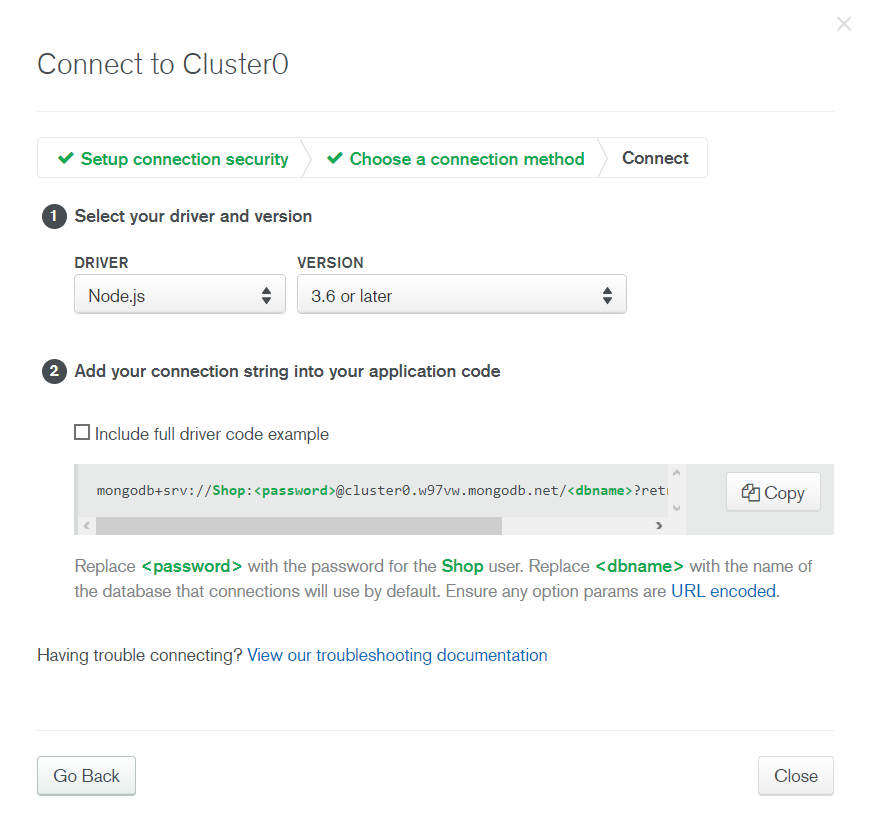 Connect to Cluster0
Setup connection security
Choose a connection method
Connect
1 Select your driver and version
DRIVER
VERSION
Node.js
3.6 or later
2 Add your connection string into your application code
Include full driver code example
mongodb+srv://Shop:<password>@cluster0.w97vw.mongodb.net/<dbname>?retr
Copy
Replace <password> with the password for the Shop user. Replace <dbname> with the name of
the database that connections will use by default. Ensure any option params are URL encoded.
Having trouble connecting? View our troubleshooting documentation
Go Back
Close